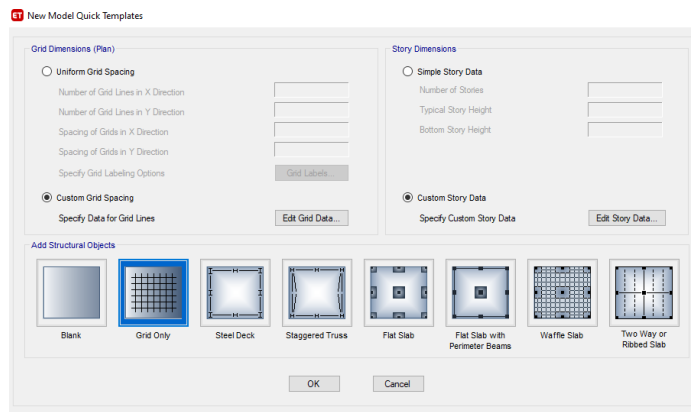 ET New Model Quick Templates
Grid Dimensions (Plan)
Uniform Grid Spacing
Number of Grid Lines in X Direction
Number of Grid Lines in Y Direction
Spacing of Grids in X Direction
Spacing of Grids in Y Direction
Specify Grid Labeling Options
Grid Labels...
Custom Grid Spacing
Specify Data for Grid Lines
Edit Grid Data...
Story Dimensions
Simple Story Data
Number of Stories
Typical Story Height
Bottom Story Height
Custom Story Data
Specify Custom Story Data
Edit Story Data...
Add Structural Objects
Blank
Grid Only
Steel Deck
Staggered Truss
Flat Slab
Flat Slab with
Perimeter Beams
Waffle Slab
Two Way or
Ribbed Slab
OK
Cancel